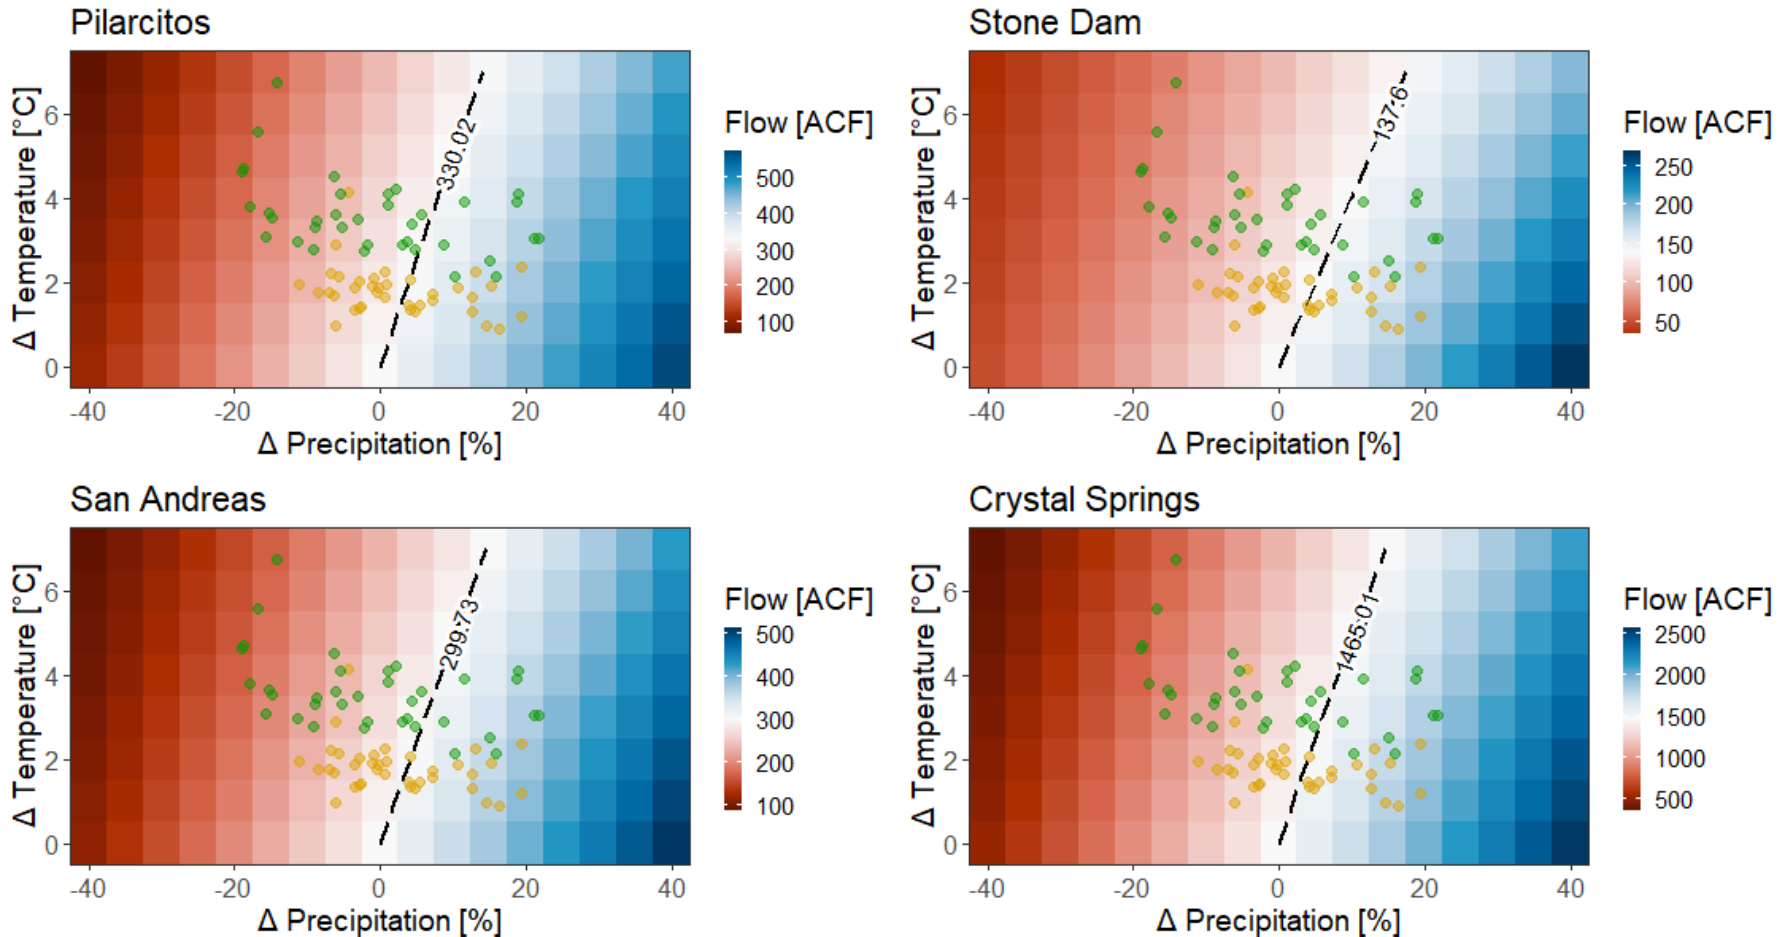 Pilarcitos
Δ Temperature [°C]
6
4
2
0
330.02
-40 -20 0 20 40
Δ Precipitation [%]
Flow [ACF]
500
400
300
200
100
Stone Dam
Δ Temperature [°C]
6
4
2
0
137.6
-40 -20 0 20 40
Δ Precipitation [%]
Flow [ACF]
250
200
150
100
50
San Andreas
Δ Temperature [°C]
6
4
2
0
299.73
-40 -20 0 20 40
Δ Precipitation [%]
Flow [ACF]
500
400
300
200
100
Crystal Springs
Δ Temperature [°C]
6
4
2
0
1465.01
-40 -20 0 20 40
Δ Precipitation [%]
Flow [ACF]
2500
2000
1500
1000
500